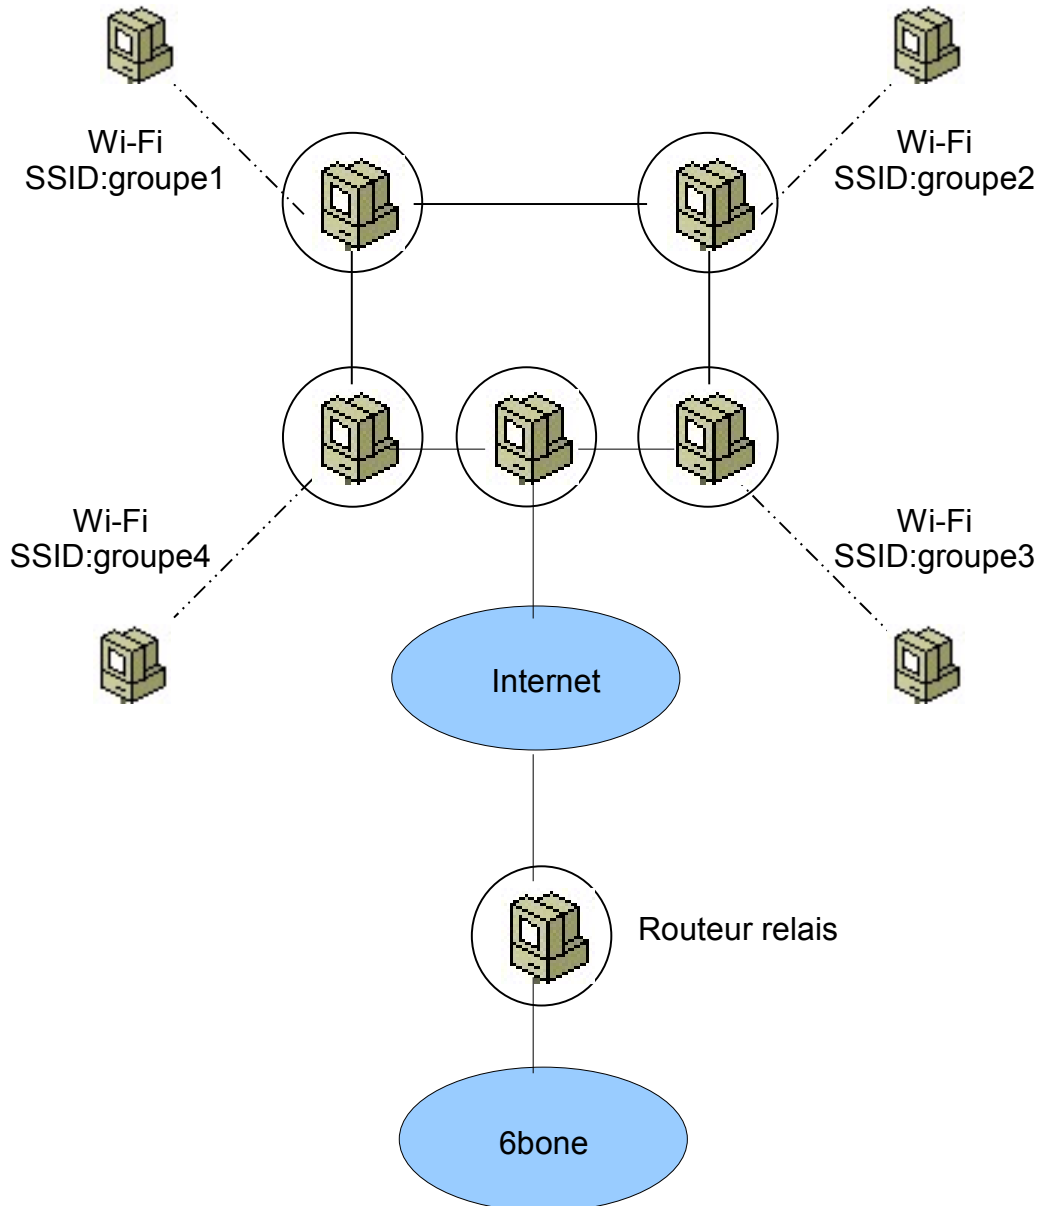 Wi-Fi
SSID:groupe1
Wi-Fi
SSID:groupe2
Wi-Fi
SSID:groupe4
Wi-Fi
SSID:groupe3
Internet
Routeur relais
6bone